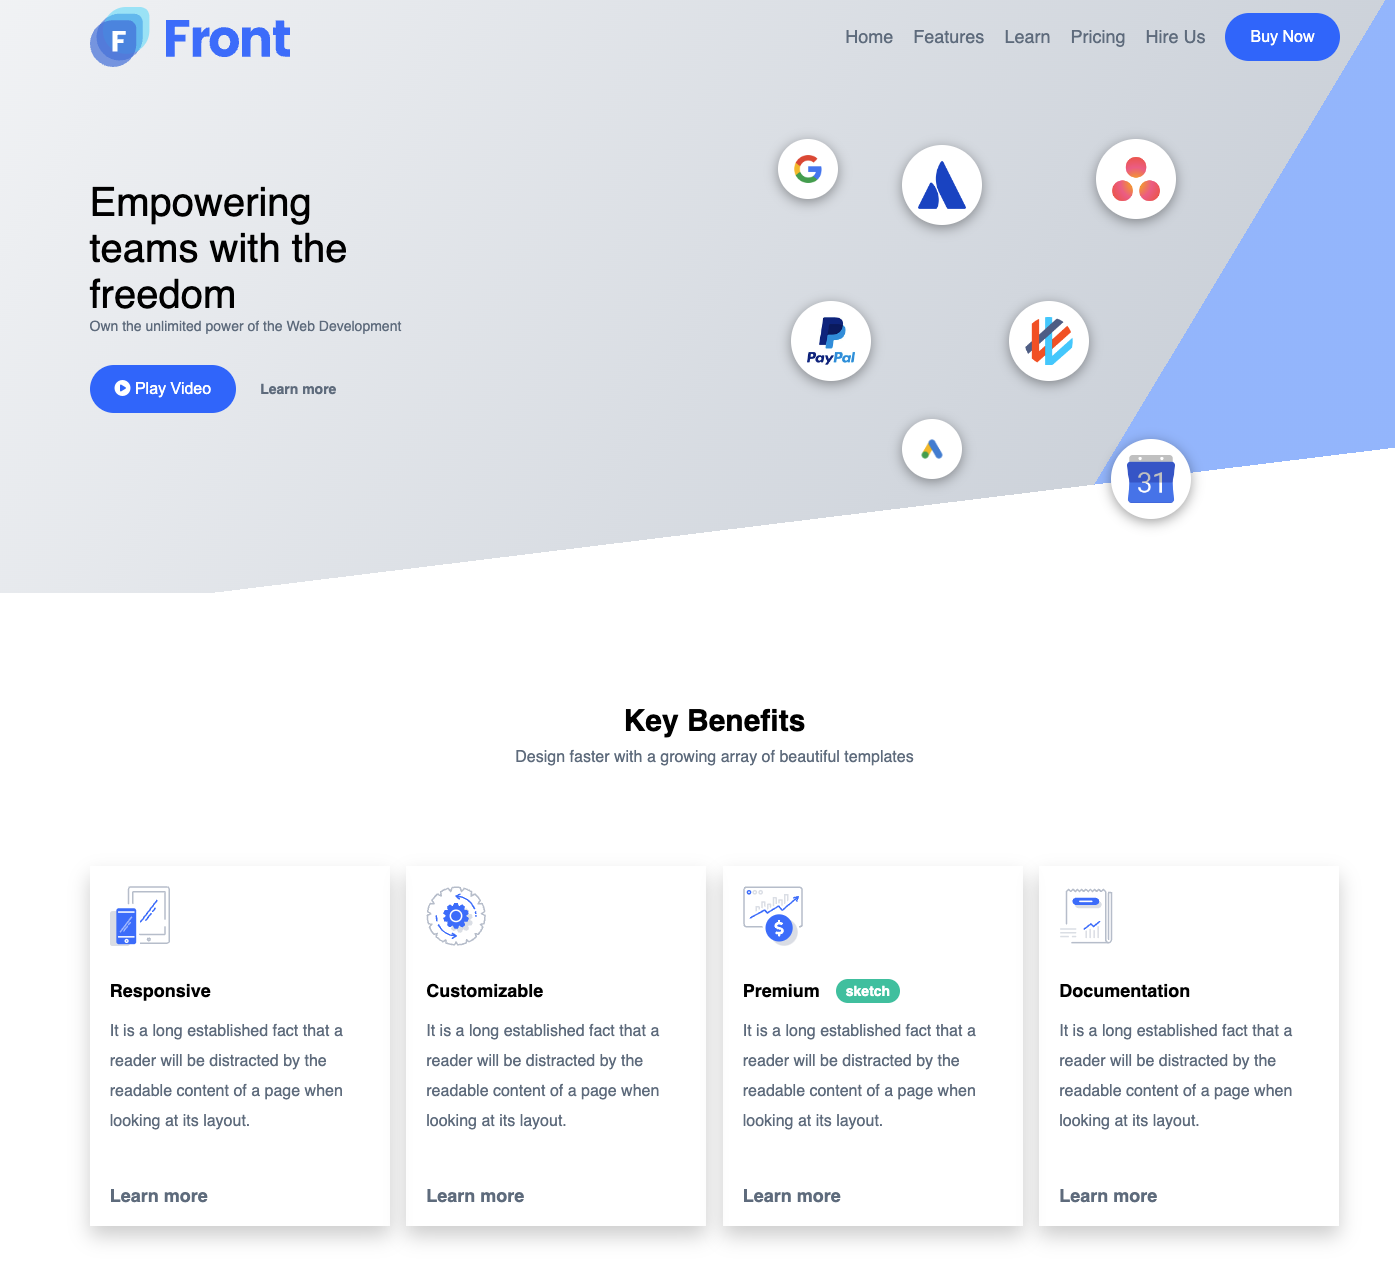 F Front
Home Features Learn Pricing Hire Us Buy Now
Empowering
teams with the
freedom
Own the unlimited power of the Web Development
Play Video Learn more
G
PayPal
31
Key Benefits
Design faster with a growing array of beautiful templates
Responsive
It is a long established fact that a
reader will be distracted by the
readable content of a page when
looking at its layout.
Learn more
Customizable
It is a long established fact that a
reader will be distracted by the
readable content of a page when
looking at its layout.
Learn more
$
Premium sketch
It is a long established fact that a
reader will be distracted by the
readable content of a page when
looking at its layout.
Learn more
Documentation
It is a long established fact that a
reader will be distracted by the
readable content of a page when
looking at its layout.
Learn more